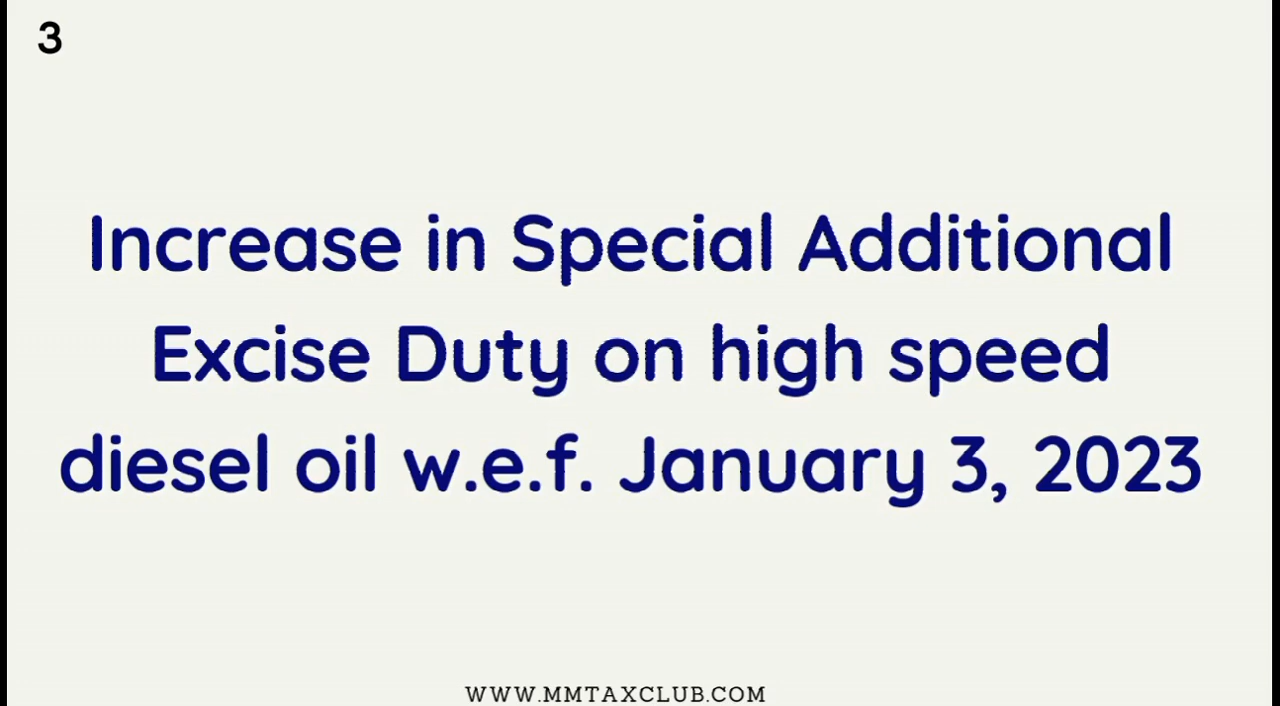 3
Increase in Special Additional
Excise Duty on high speed
diesel oil w.e.f. January 3, 2023
WWW.MMTAXCLUB.COM